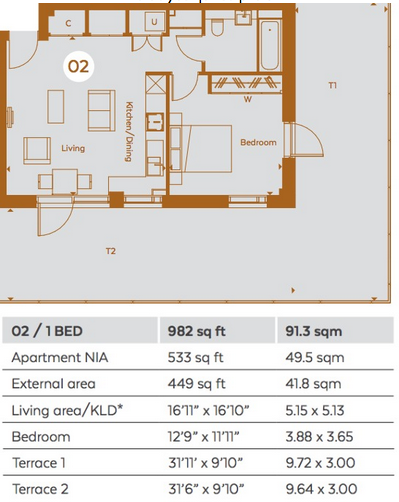 C
U
02
T1
W
Kitchen/Dining
Living
Bedroom
T2
02 / 1 BED 982 sq ft 91.3 sqm
Apartment NIA 533 sq ft 49.5 sqm
External area 449 sq ft 41.8 sqm
Living area/KLD* 16'11" x 16'10" 5.15 x 5.13
Bedroom 12'9" x 11'11" 3.88 x 3.65
Terrace 1 31'11' x 9'10" 9.72 x 3.00
Terrace 2 31'6" x 9'10" 9.64 x 3.00